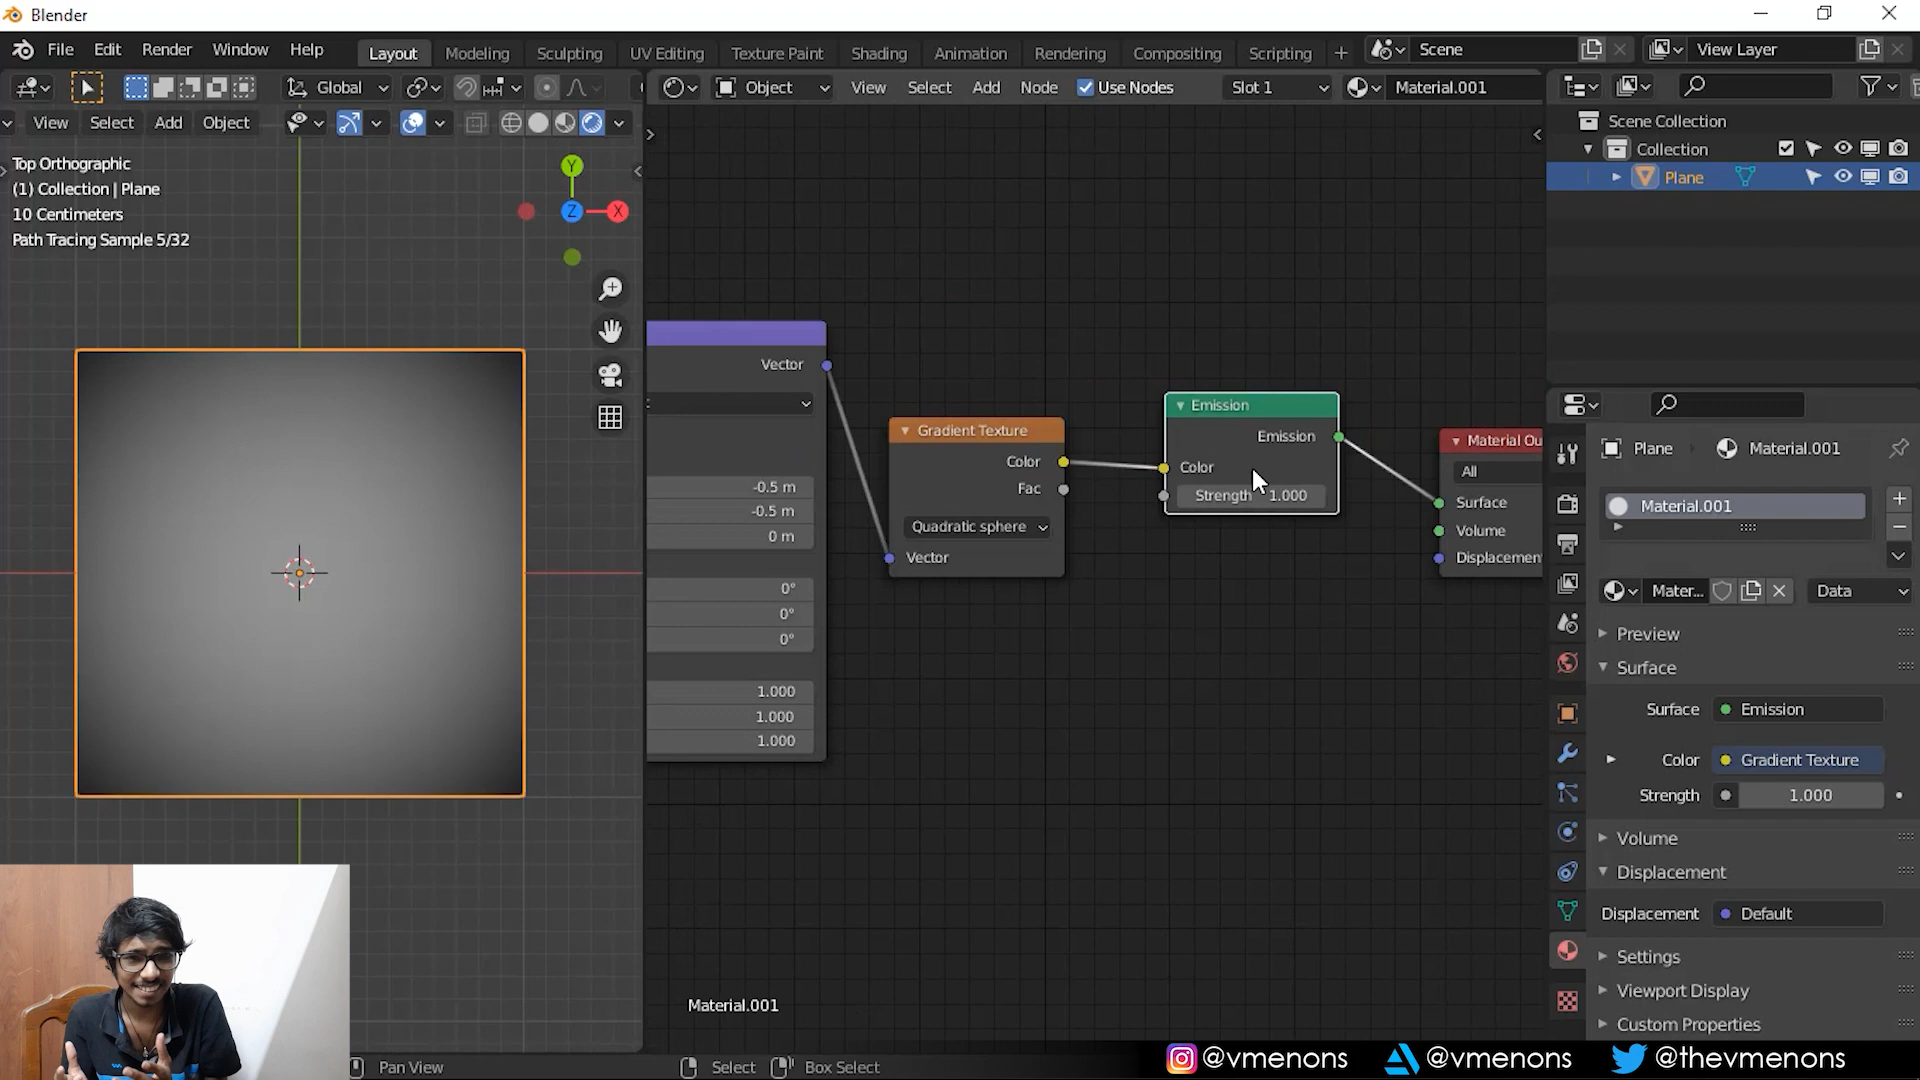 Blender
File Edit Render Window Help Layout Modeling Sculpting UV Editing Texture Paint Shading Animation Rendering Compositing Scripting + Scene View Layer
Global Object View Select Add Node Use Nodes Slot 1 Material.001
View Select Add Object
Top Orthographic
(1) Collection | Plane
10 Centimeters
Path Tracing Sample 5/32
Y
Z
X
Vector
-0.5 m
-0.5 m
0 m
0°
0°
0°
1.000
1.000
1.000
Gradient Texture
Color
Fac
Quadratic sphere
Vector
Emission
Emission
Color
Strength 1.000
Material Ou
All
Surface
Volume
Displacemen
Material.001
Scene Collection
Collection
Plane
Plane Material.001
Material.001
Mater... Data
Preview
Surface
Surface Emission
Color Gradient Texture
Strength 1.000
Volume
Displacement
Displacement Default
Settings
Viewport Display
Custom Properties
Pan View Select Box Select
@vmenons @vmenons @thevmenons